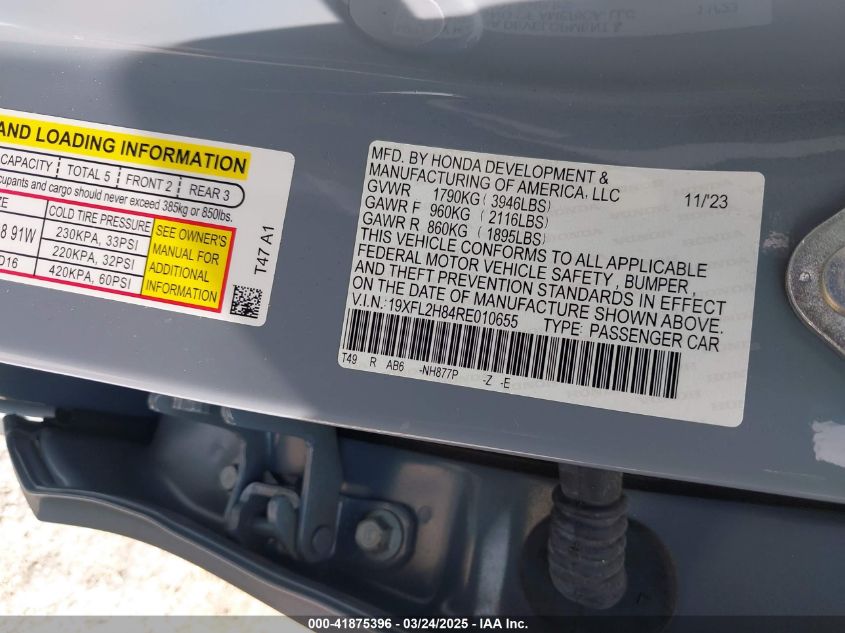 AND LOADING INFORMATION
CAPACITY TOTAL 5 FRONT 2 REAR 3
cupants and cargo should never exceed 385kg or 850lbs.
ZE COLD TIRE PRESSURE SEE OWNER'S MANUAL FOR ADDITIONAL INFORMATION
8 91W 230KPA, 33PSI
220KPA, 32PSI
D16 420KPA, 60PSI
T47 A1
MFD. BY HONDA DEVELOPMENT &
MANUFACTURING OF AMERICA, LLC 11/'23
GVWR 1790KG (3946LBS)
GAWR F 960KG (2116LBS)
GAWR R 860KG (1895LBS)
THIS VEHICLE CONFORMS TO ALL APPLICABLE
FEDERAL MOTOR VEHICLE SAFETY, BUMPER,
AND THEFT PREVENTION STANDARDS IN EFFECT
ON THE DATE OF MANUFACTURE SHOWN ABOVE.
V.I.N.: 19XFL2H84RE010655 TYPE: PASSENGER CAR
T49 R AB6 -NH877P -Z -E
000-41875396 - 03/24/2025 - IAA Inc.